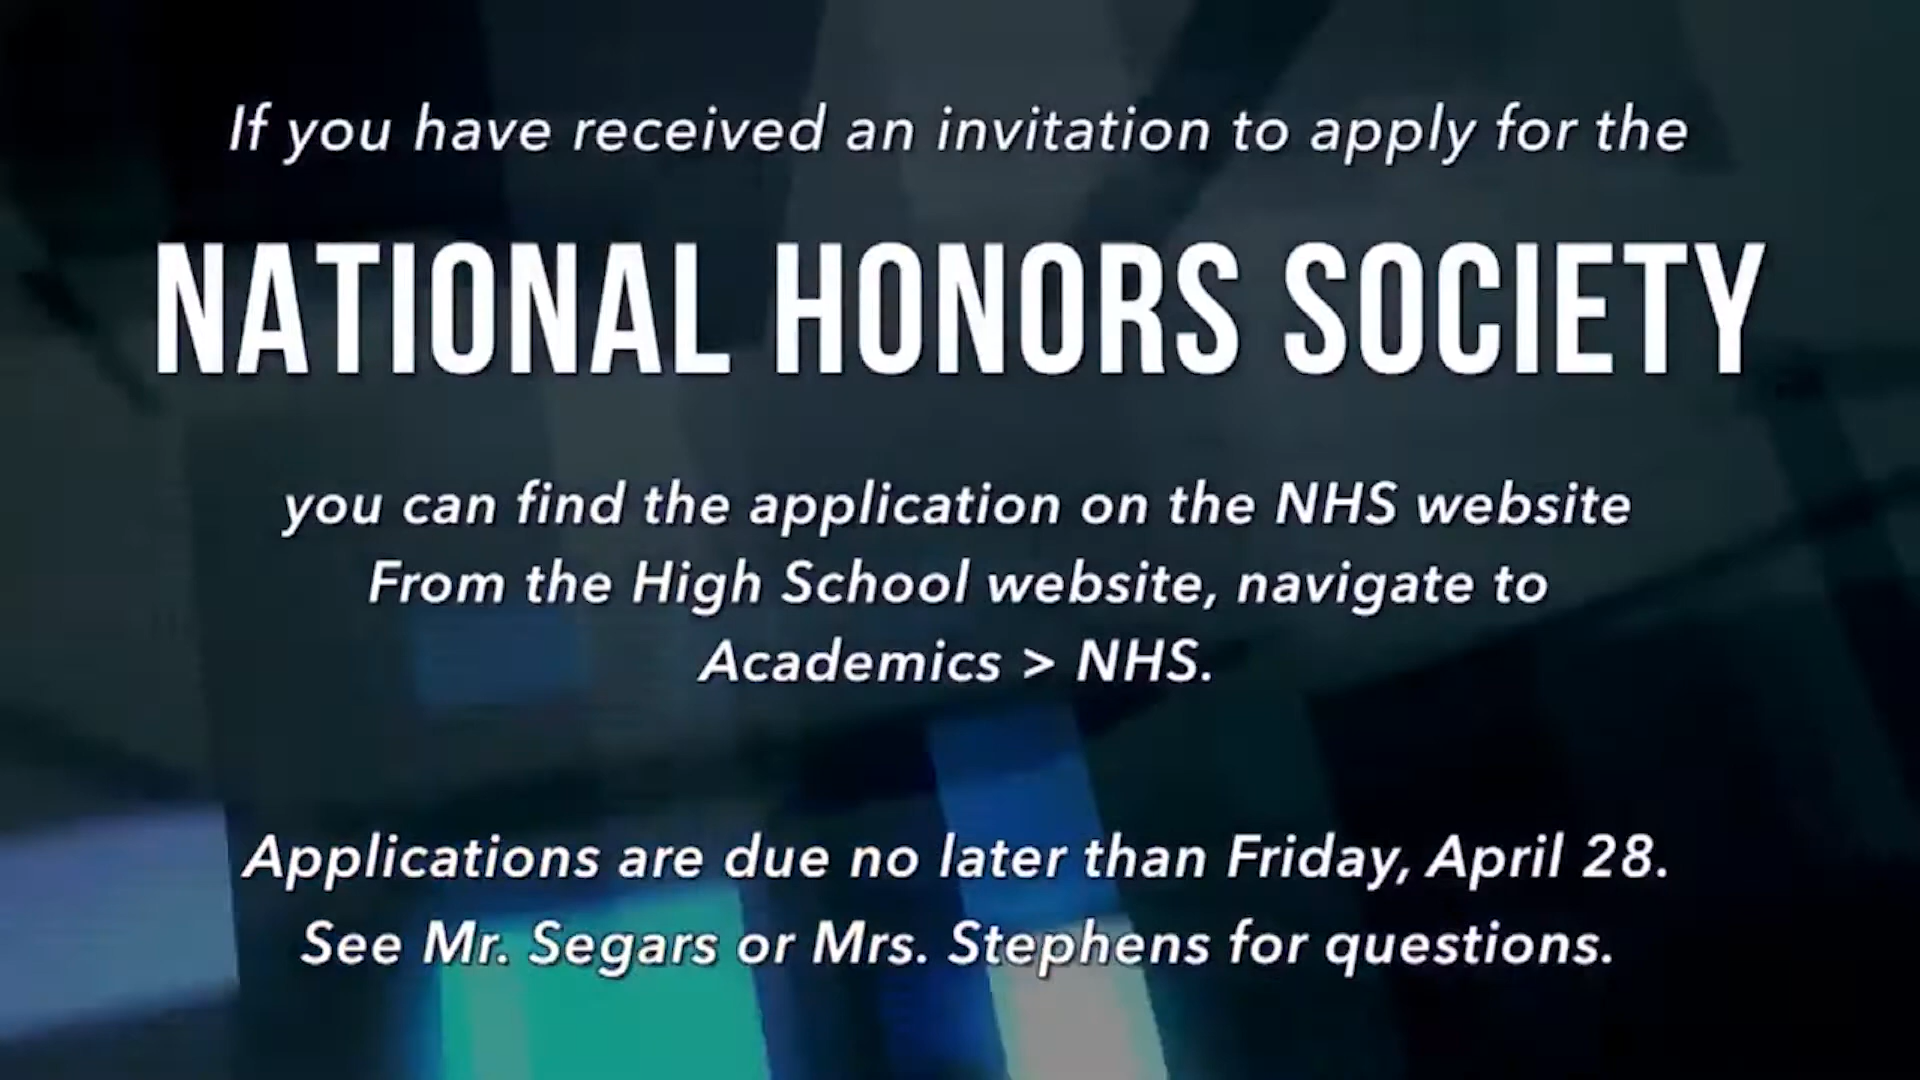 If you have received an invitation to apply for the
NATIONAL HONORS SOCIETY
you can find the application on the NHS website
From the High School website, navigate to
Academics > NHS.
Applications are due no later than Friday, April 28.
See Mr. Segars or Mrs. Stephens for questions.